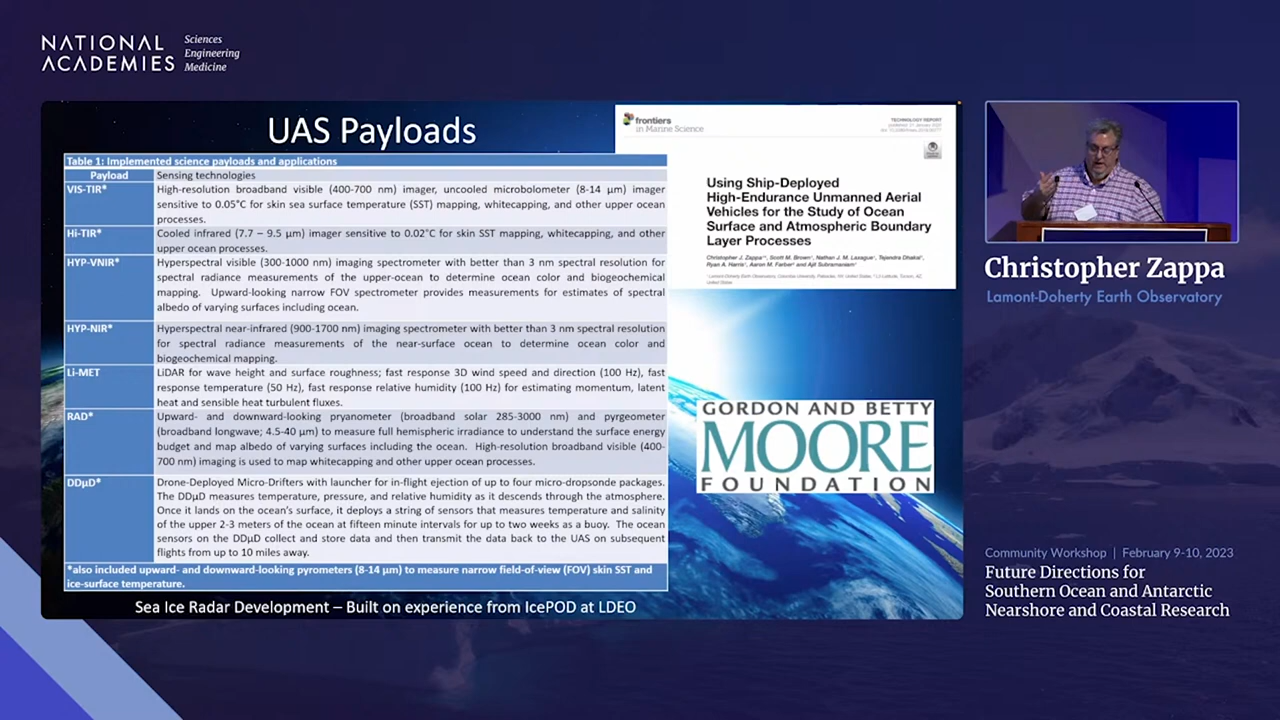 NATIONAL
ACADEMIES
Sciences
Engineering
Medicine
UAS Payloads
Table 1: Implemented science payloads and applications
Payload Sensing technologies
VIS-TIR* High-resolution broadband visible (400-700 nm) imager, uncooled microbolometer (8-14 µm) imager
sensitive to 0.05°C for skin sea surface temperature (SST) mapping, whitecapping, and other upper ocean
processes.
Hi-TIR* Cooled infrared (7.7 – 9.5 µm) imager sensitive to 0.02°C for skin SST mapping, whitecapping, and other
upper ocean processes.
HYP-VNIR* Hyperspectral visible (300-1000 nm) imaging spectrometer with better than 3 nm spectral resolution for
radiance measurements of the upper-ocean to determine ocean color and biogeochemical
mapping. Upward-looking narrow FOV spectrometer provides measurements for estimates of spectral
albedo of varying surfaces including ocean.
HYP-NIR* Hyperspectral near-infrared (900-1700 nm) imaging spectrometer with better than 3 nm spectral resolution
for spectral radiance measurements of the near-surface ocean to determine ocean color and
biogeochemical mapping.
Li-MET LiDAR for wave height and surface roughness; fast response 3D wind speed and direction (100 Hz), fast
response temperature (50 Hz), fast response relative humidity (100 Hz) for estimating momentum, latent
heat and sensible heat turbulent fluxes.
RAD* Upward- and downward-looking pryanometer (broadband solar 285-3000 nm) and pyrgeometer
(broadband longwave; 4.5-40 µm) to measure full hemispheric irradiance to understand the surface energy
budget and map albedo of varying surfaces including the ocean. High-resolution broadband visible (400-
700 nm) imaging is used to map whitecapping and other upper ocean processes.
DDµD* Drone-Deployed Micro-Drifters with launcher for in-flight ejection of up to four micro-dropsonde packages.
The DDµD measures temperature, pressure, and relative humidity as it descends through the atmosphere.
Once it lands on the ocean's surface, it deploys a string of sensors that measures temperature and salinity
of the upper 2-3 meters of the ocean at fifteen minute intervals for up to two weeks as a buoy. The ocean
sensors on the DDµD collect and store data and then transmit the data back to the UAS on subsequent
flights from up to 10 miles away.
*also included upward- and downward-looking pyrometers (8-14 µm) to measure narrow field-of-view (FOV) skin SST and
ice-surface temperature.
Sea Ice Radar Development – Built on experience from IcePOD at LDEO
frontiers
in Marine Science
TECHNOLOGY REPORT
Using Ship-Deployed
High-Endurance Unmanned Aerial
Vehicles for the Study of Ocean
Surface and Atmospheric Boundary
Layer Processes
Christopher J. Zappa, Scott M. Brown, Nathan J. M. Laxague, Tejendra Dhakal,
Ryan A. Harris, Aaron M. Farber and Ajit Subramaniam
GORDON AND BETTY
MOORE
FOUNDATION
Christopher Zappa
Lamont-Doherty Earth Observatory
Community Workshop | February 9-10, 2023
Future Directions for
Southern Ocean and Antarctic
Nearshore and Coastal Research